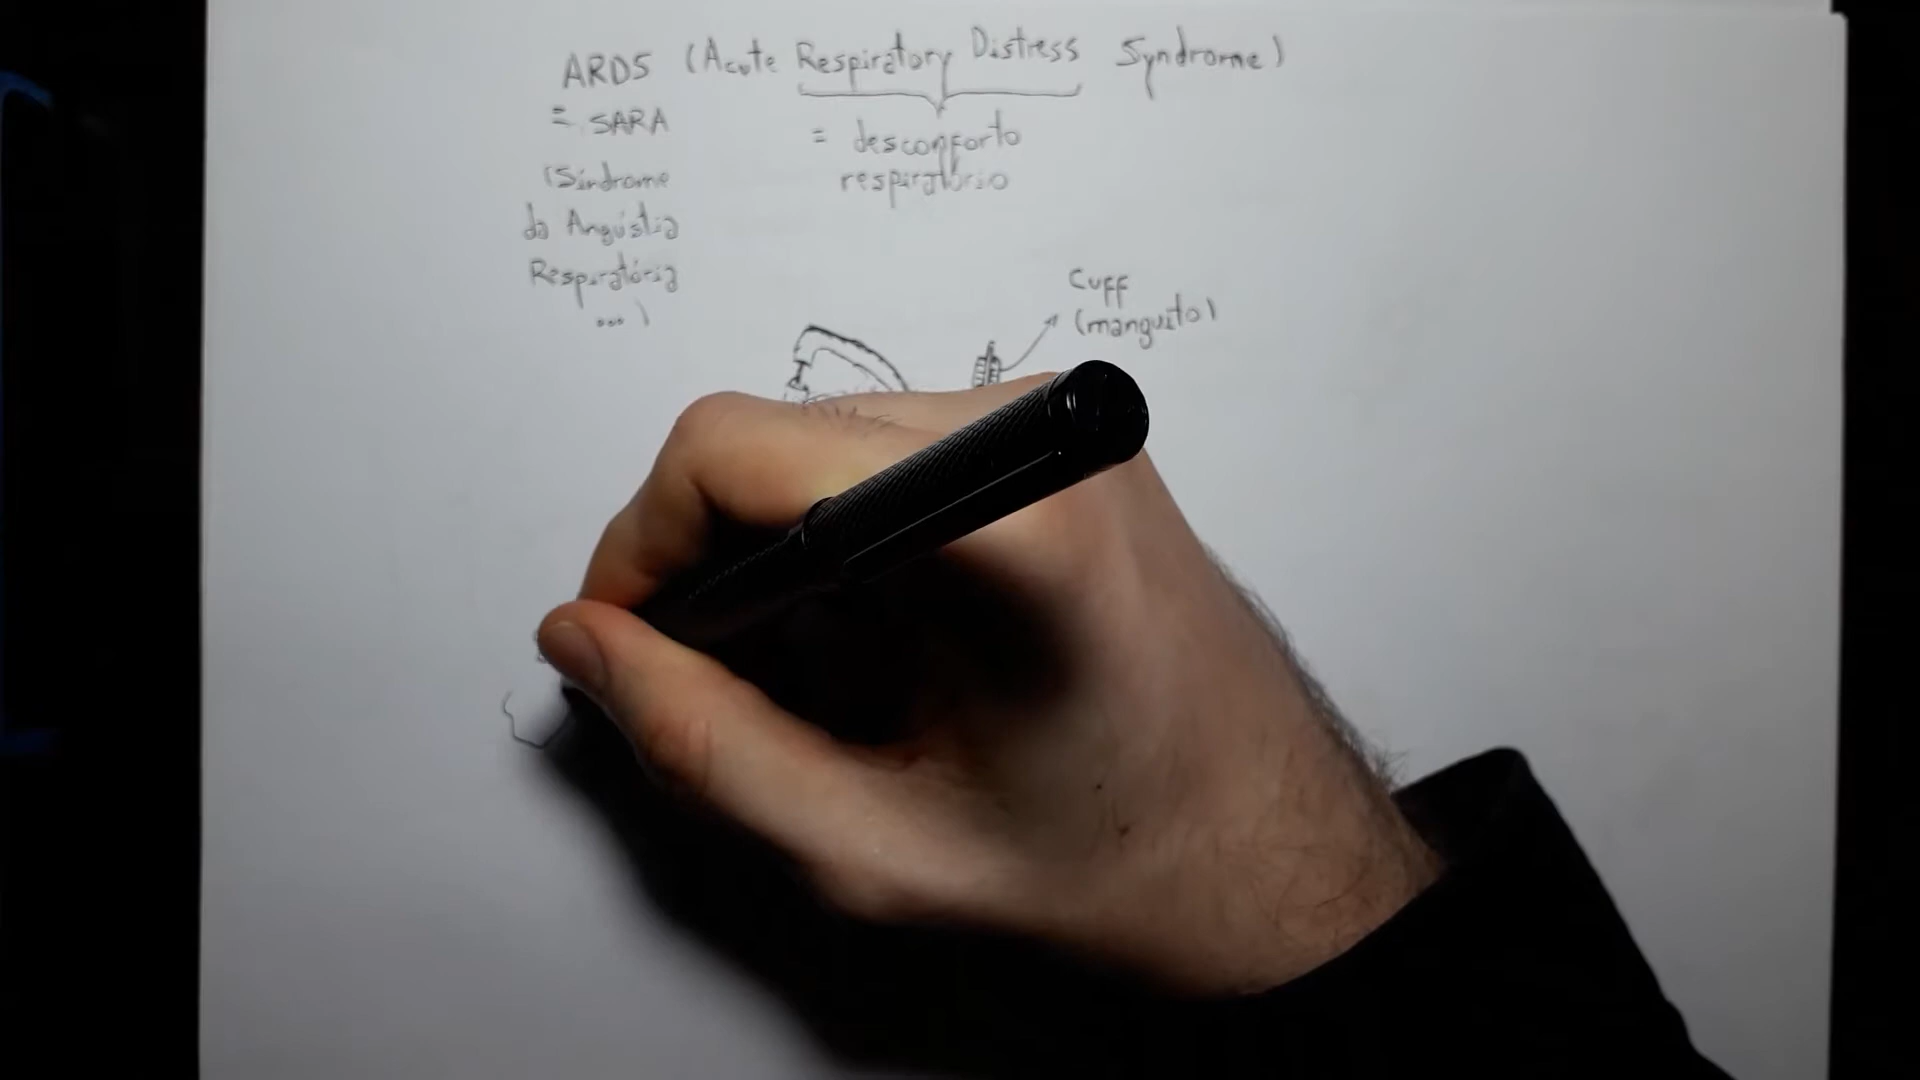 ARDS (Acute Respiratory Distress Syndrome)
= SARA
(Síndrome
da Angústia
Respiratória
...)
= desconforto
respiratório
Cuff
(manguito)